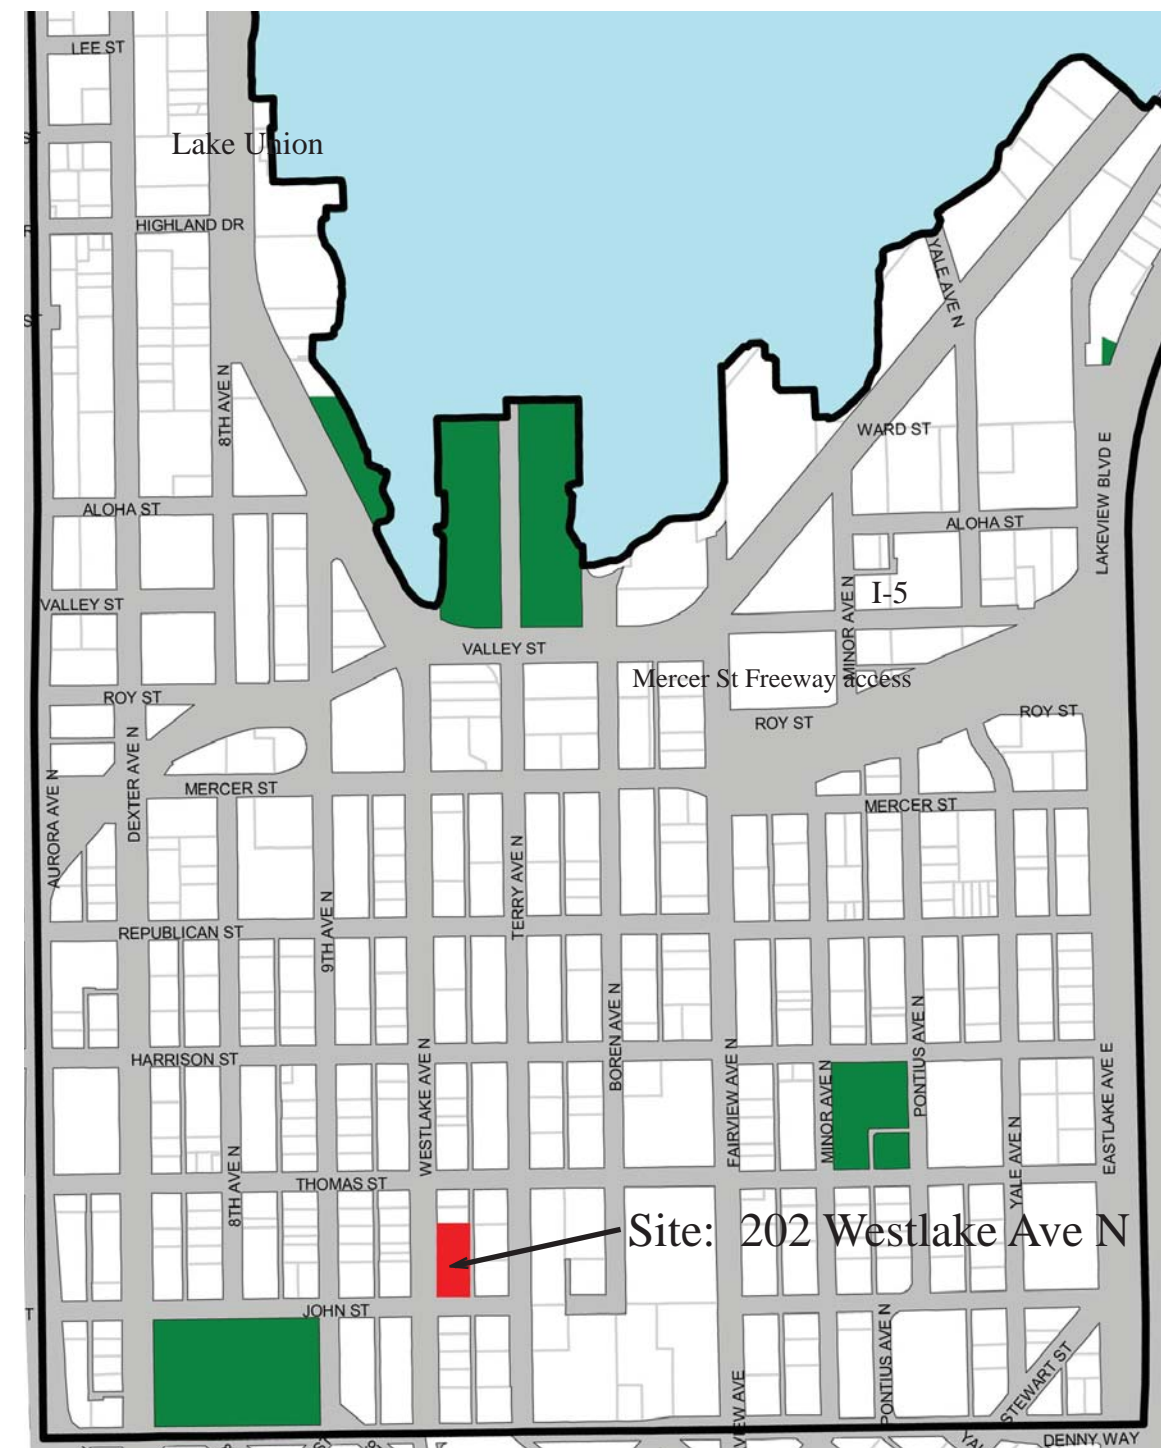 LEE ST
ST
Lake Union
HIGHLAND DR
R
ST
YALE AVE N
8TH AVE N
WARD ST
LAKEVIEW BLVD E
ALOHA ST
ALOHA ST
I-5
VALLEY ST
MINOR AVE N
VALLEY ST
Mercer St Freeway access
ROY ST
ROY ST
ROY ST
DEXTER AVE N
AURORA AVE N
MERCER ST
MERCER ST
TERRY AVE N
9TH AVE N
REPUBLICAN ST
BOREN AVE N
PONTIUS AVE N
HARRISON ST
WESTLAKE AVE N
FAIRVIEW AVE N
MINOR AVE N
EASTLAKE AVE E
YALE AVE N
8TH AVE N
THOMAS ST
Site: 202 Westlake Ave N
T
JOHN ST
PONTIUS AVE N
STEWART ST
VIEW AVE
DENNY WAY